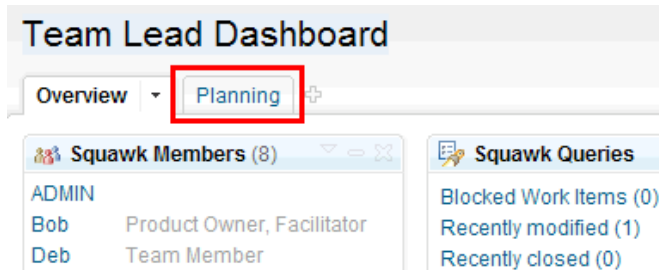 Team Lead Dashboard
Overview Planning
Squawk Members (8)
ADMIN
Bob Product Owner, Facilitator
Deb Team Member
Squawk Queries
Blocked Work Items (0)
Recently modified (1)
Recently closed (0)